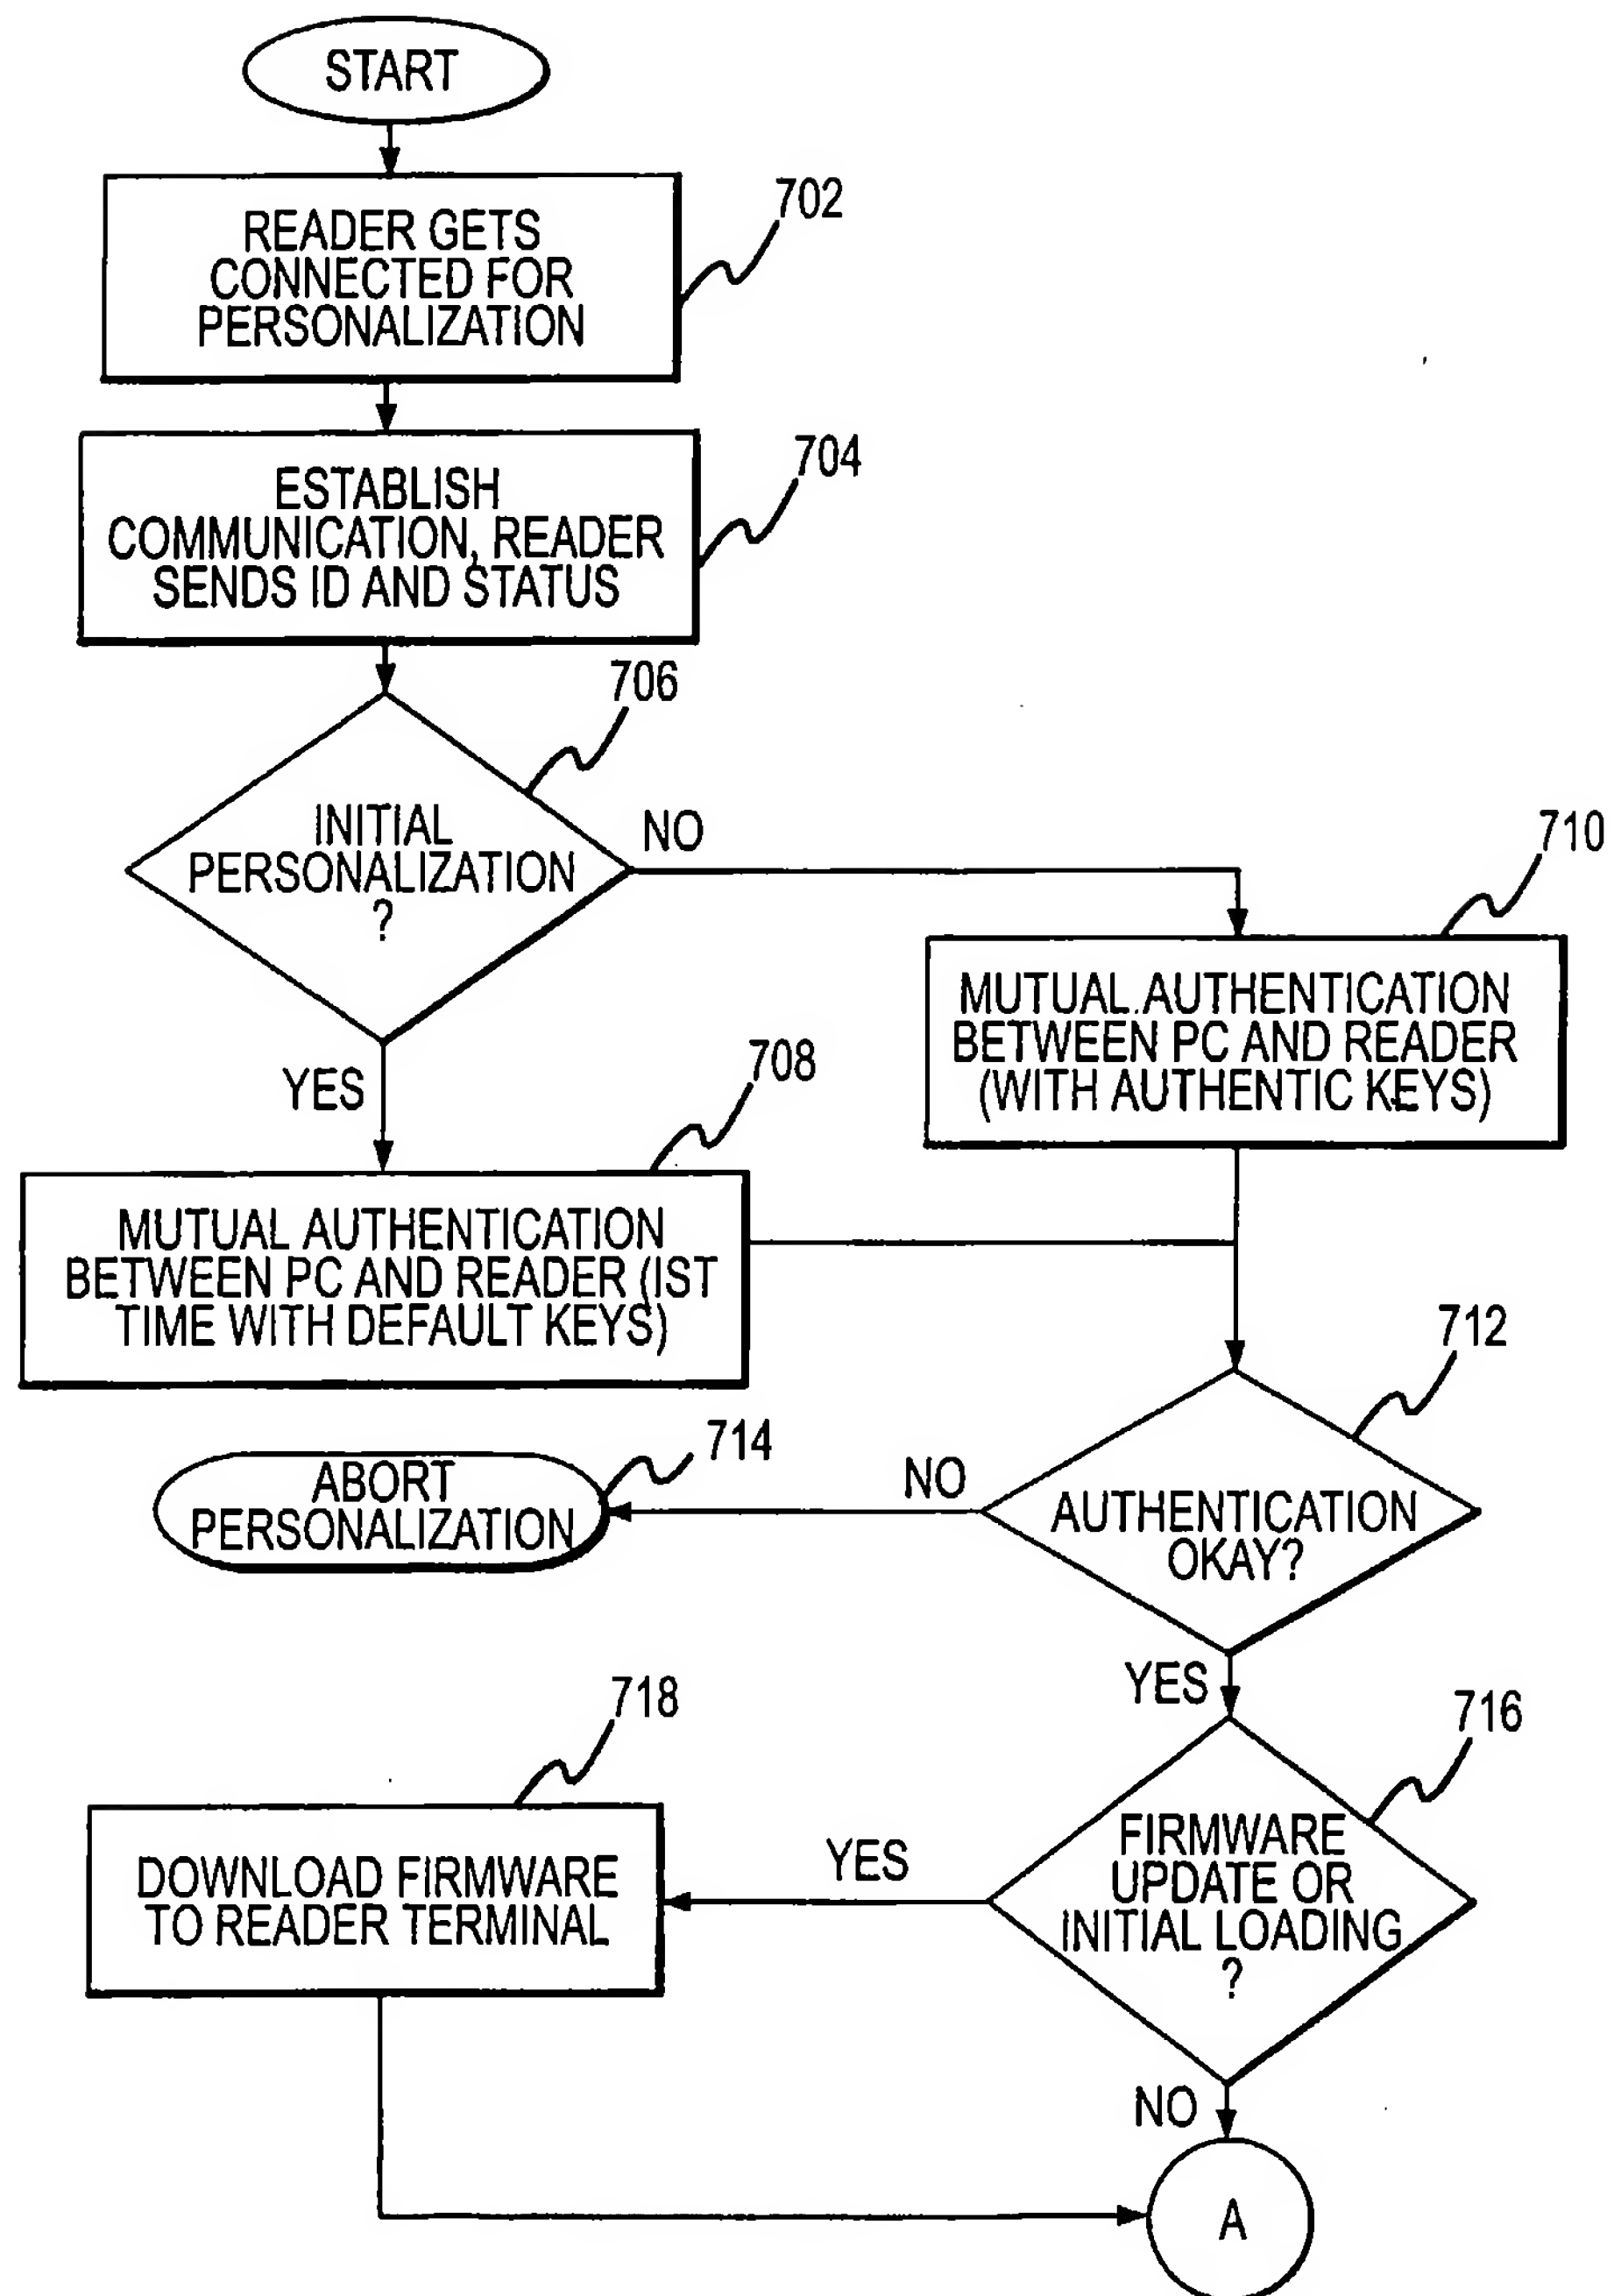 START
702
READER GETS
CONNECTED FOR
PERSONALIZATION
704
ESTABLISH
COMMUNICATION, READER
SENDS ID AND STATUS
706
INITIAL
PERSONALIZATION
?
NO
710
MUTUAL AUTHENTICATION
BETWEEN PC AND READER
(WITH AUTHENTIC KEYS)
YES
708
MUTUAL AUTHENTICATION
BETWEEN PC AND READER (IST
TIME WITH DEFAULT KEYS)
712
AUTHENTICATION
OKAY?
NO
714
ABORT
PERSONALIZATION
YES
716
FIRMWARE
UPDATE OR
INITIAL LOADING
?
YES
718
DOWNLOAD FIRMWARE
TO READER TERMINAL
NO
A